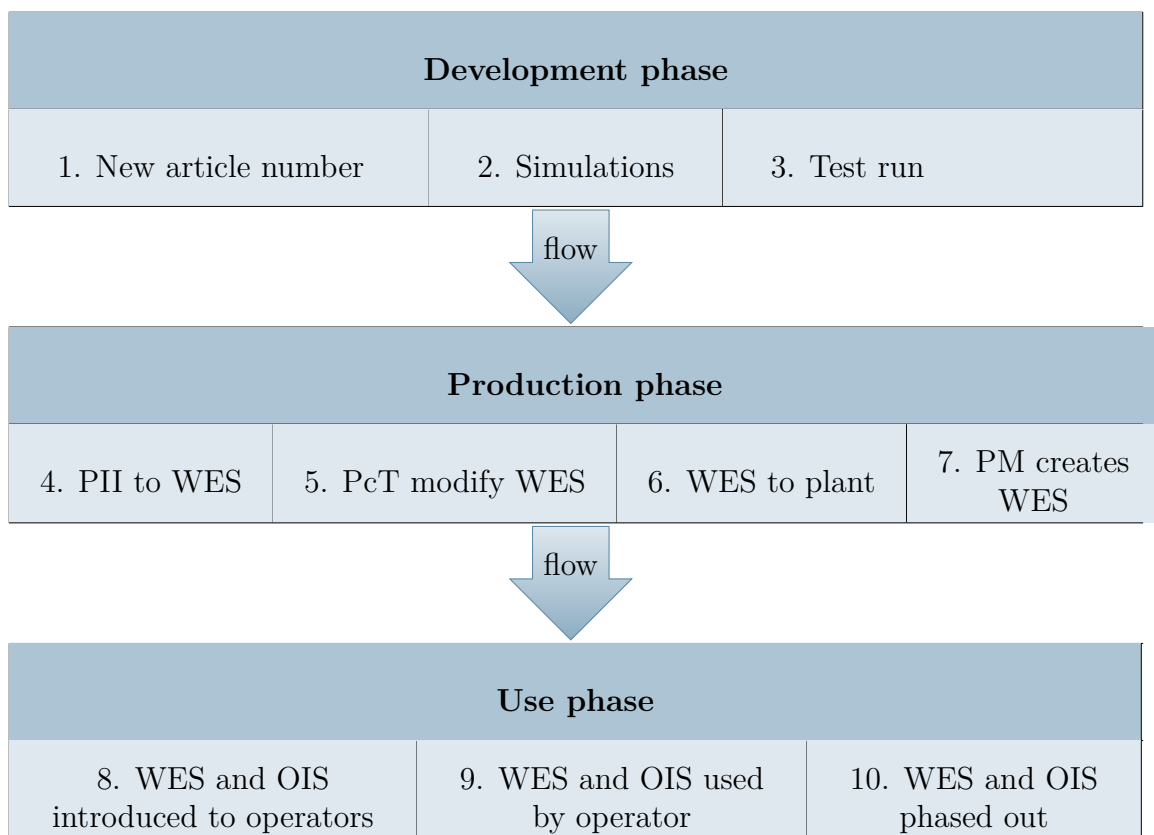 Development phase
1. New article number
2. Simulations
3. Test run
flow
Production phase
4. PII to WES
5. PcT modify WES
6. WES to plant
7. PM creates
WES
flow
Use phase
8. WES and OIS
introduced to operators
9. WES and OIS used
by operator
10. WES and OIS
phased out